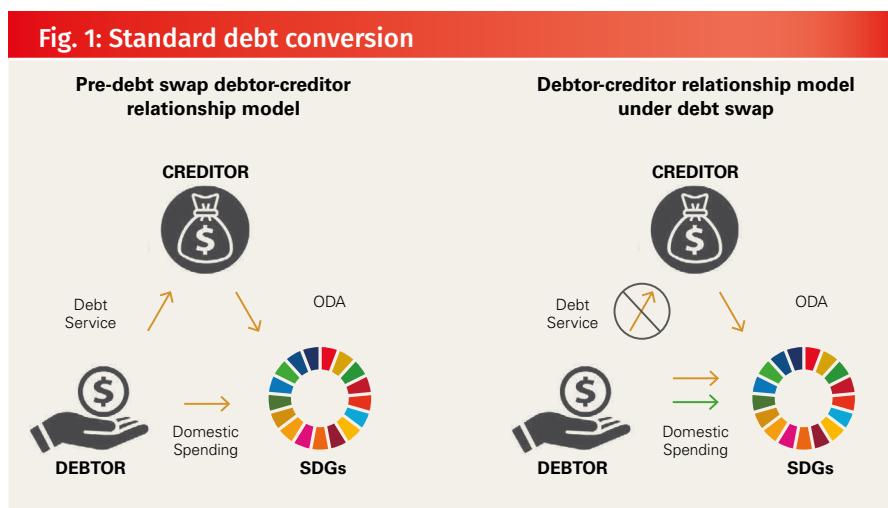 Fig. 1: Standard debt conversion
Pre-debt swap debtor-creditor
relationship model
CREDITOR
$
Debt
Service
ODA
$
Domestic
Spending
DEBTOR
SDGs
Debtor-creditor relationship model
under debt swap
CREDITOR
$
Debt
Service
ODA
$
Domestic
Spending
DEBTOR
SDGs